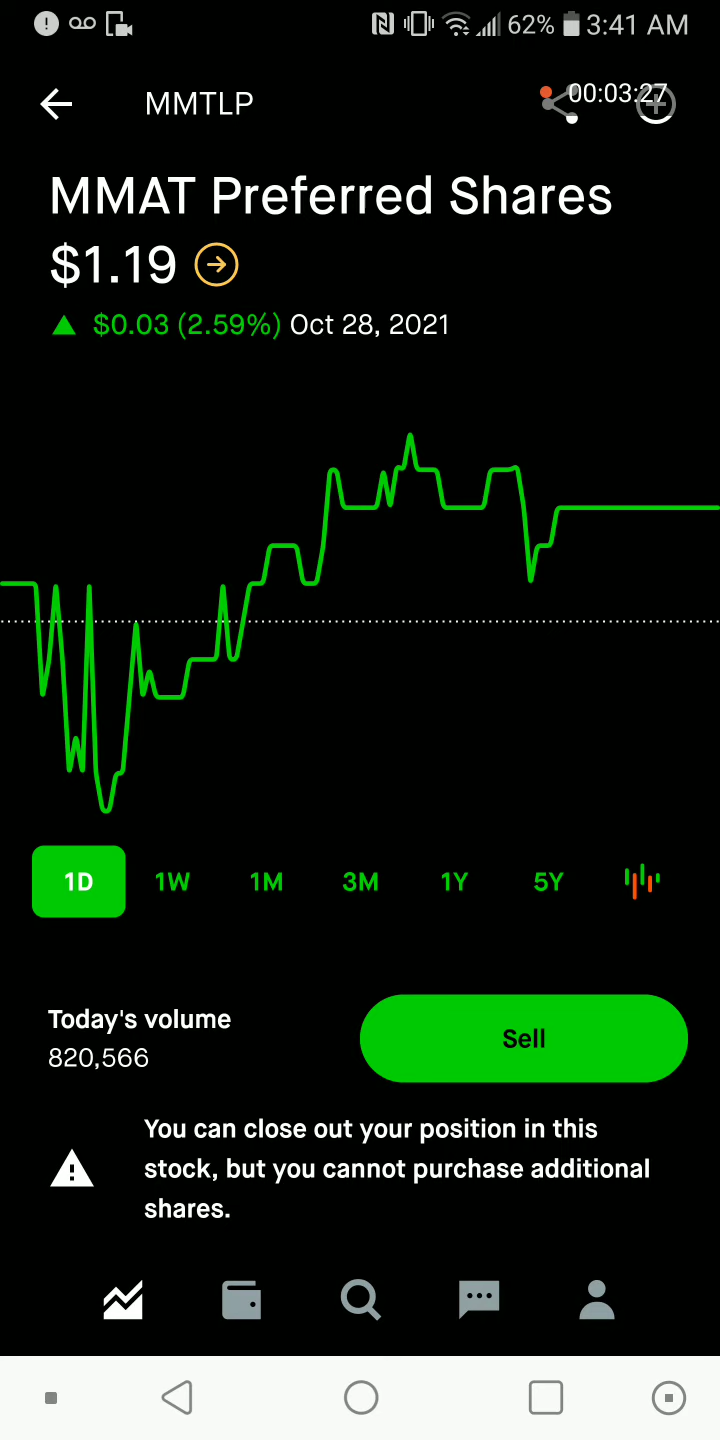 62% 3:41 AM
MMTLP
00:03:27
MMAT Preferred Shares
$1.19
$0.03 (2.59%) Oct 28, 2021
1D 1W 1M 3M 1Y 5Y
Today's volume
820,566
Sell
You can close out your position in this
stock, but you cannot purchase additional
shares.